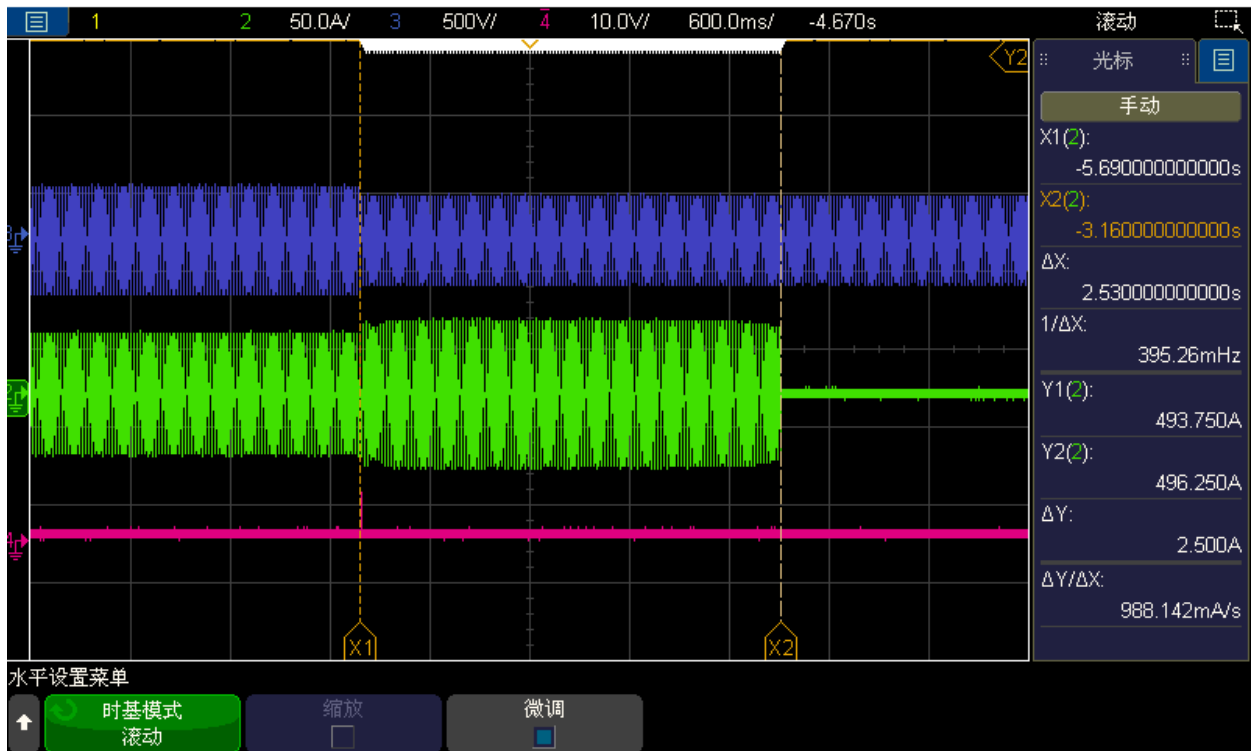 1 2 50.0A/ 3 500V/ 4 10.0V/ 600.0ms/ -4.670s 滚动
Y2
光标
手动
X1(2):
-5.690000000000s
X2(2):
-3.160000000000s
ΔX:
2.530000000000s
1/ΔX:
395.26mHz
Y1(2):
493.750A
Y2(2):
496.250A
ΔY:
2.500A
ΔY/ΔX:
988.142mA/s
3
2
4
X1 X2
水平设置菜单
时基模式
滚动
缩放
微调